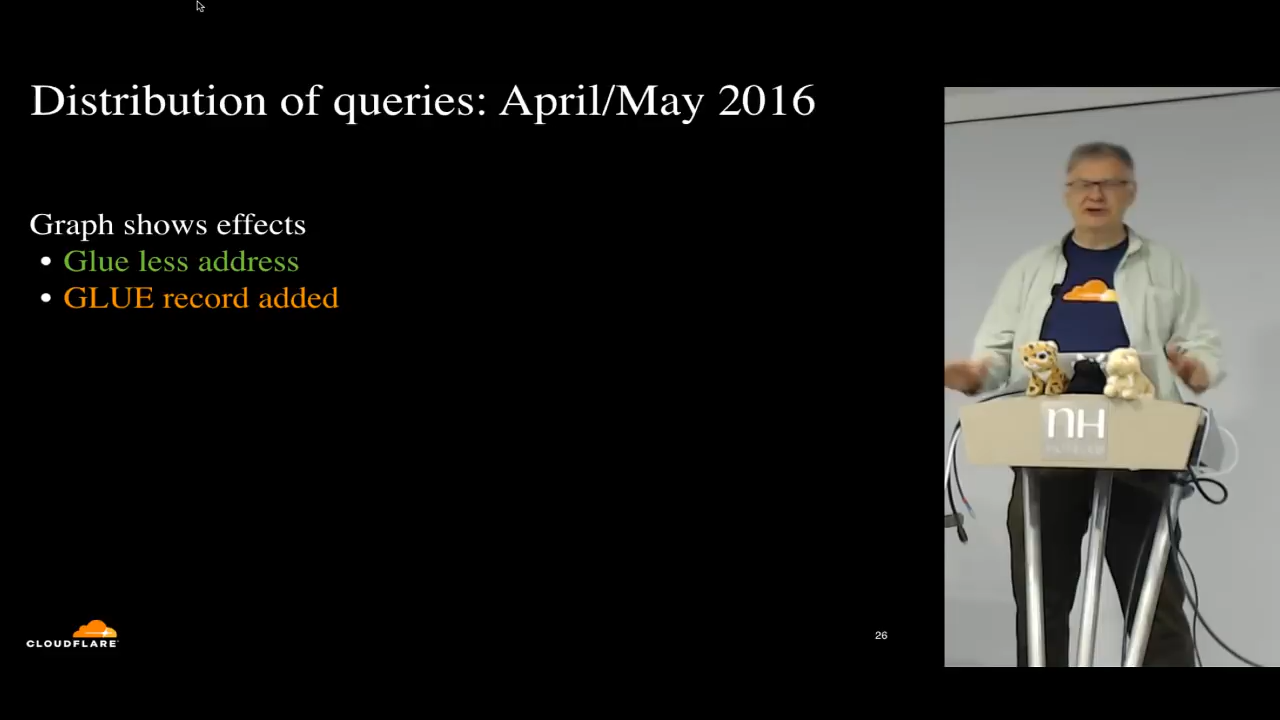 Distribution of queries: April/May 2016
Graph shows effects
• Glue less address
• GLUE record added
CLOUDFLARE
26
nH